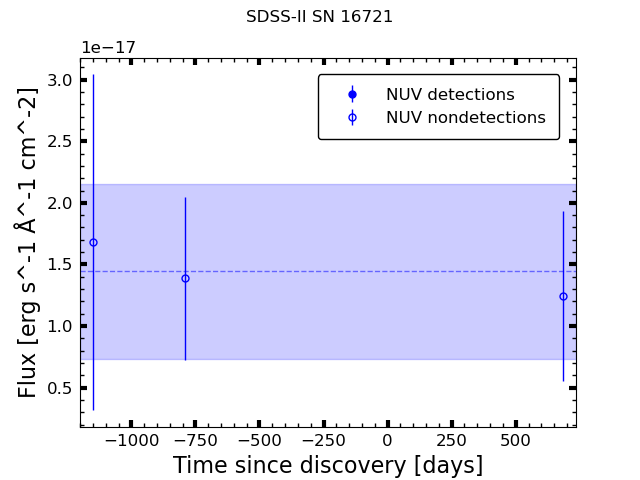 SDSS-II SN 16721
1e−17
NUV detections
NUV nondetections
3.0
2.5
2.0
1.5
1.0
0.5
Flux [erg s^-1 Å^-1 cm^-2]
−1000 −750 −500 −250 0 250 500
Time since discovery [days]